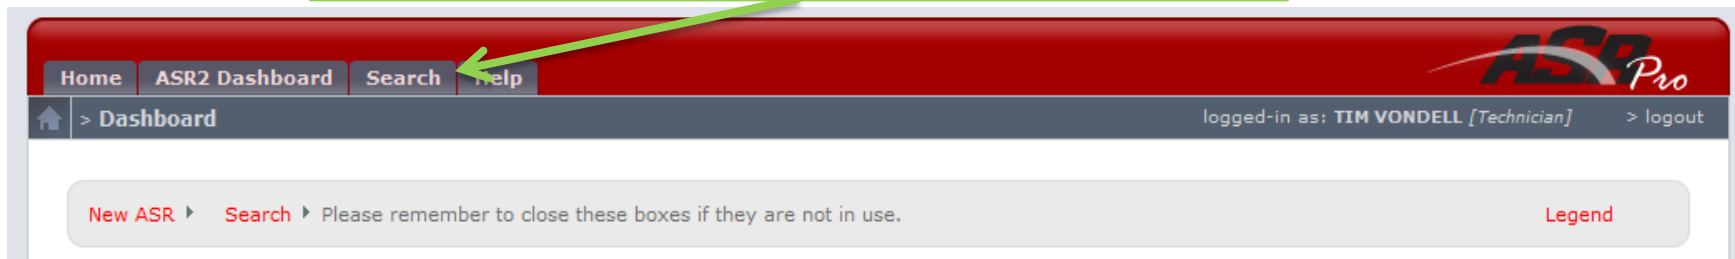 ASR Pro
Home ASR2 Dashboard Search Help
> Dashboard logged-in as: TIM VONDELL [Technician] > logout
New ASR Search Please remember to close these boxes if they are not in use. Legend